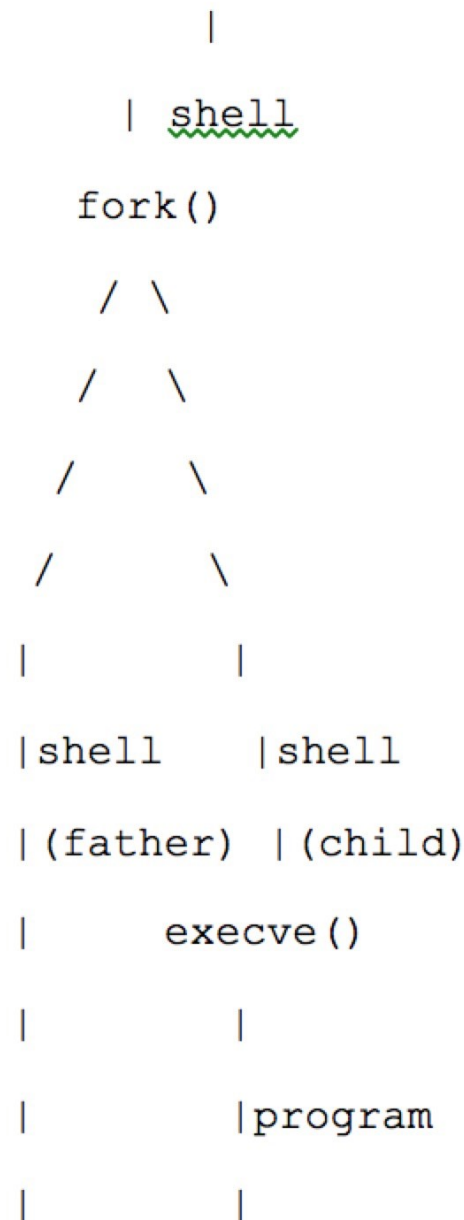 |
| shell
fork()
/ \
/ \
/ \
/ \
| |
|shell |shell
|(father) |(child)
| execve()
| |
| |program
| |